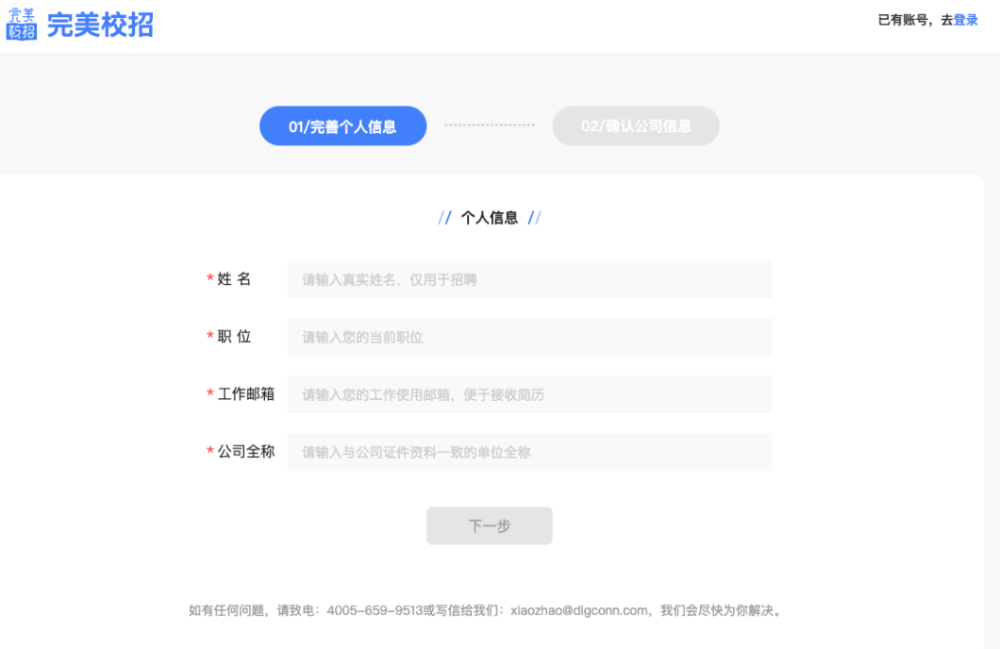 完美
校招
完美校招
已有账号，去登录
01/完善个人信息
02/确认公司信息
// 个人信息 //
* 姓 名
请输入真实姓名，仅用于招聘
* 职 位
请输入您的当前职位
* 工作邮箱
请输入您的工作使用邮箱，便于接收简历
* 公司全称
请输入与公司证件资料一致的单位全称
下一步
如有任何问题，请致电：4005-659-9513或写信给我们：xiaozhao@digconn.com，我们会尽快为你解决。